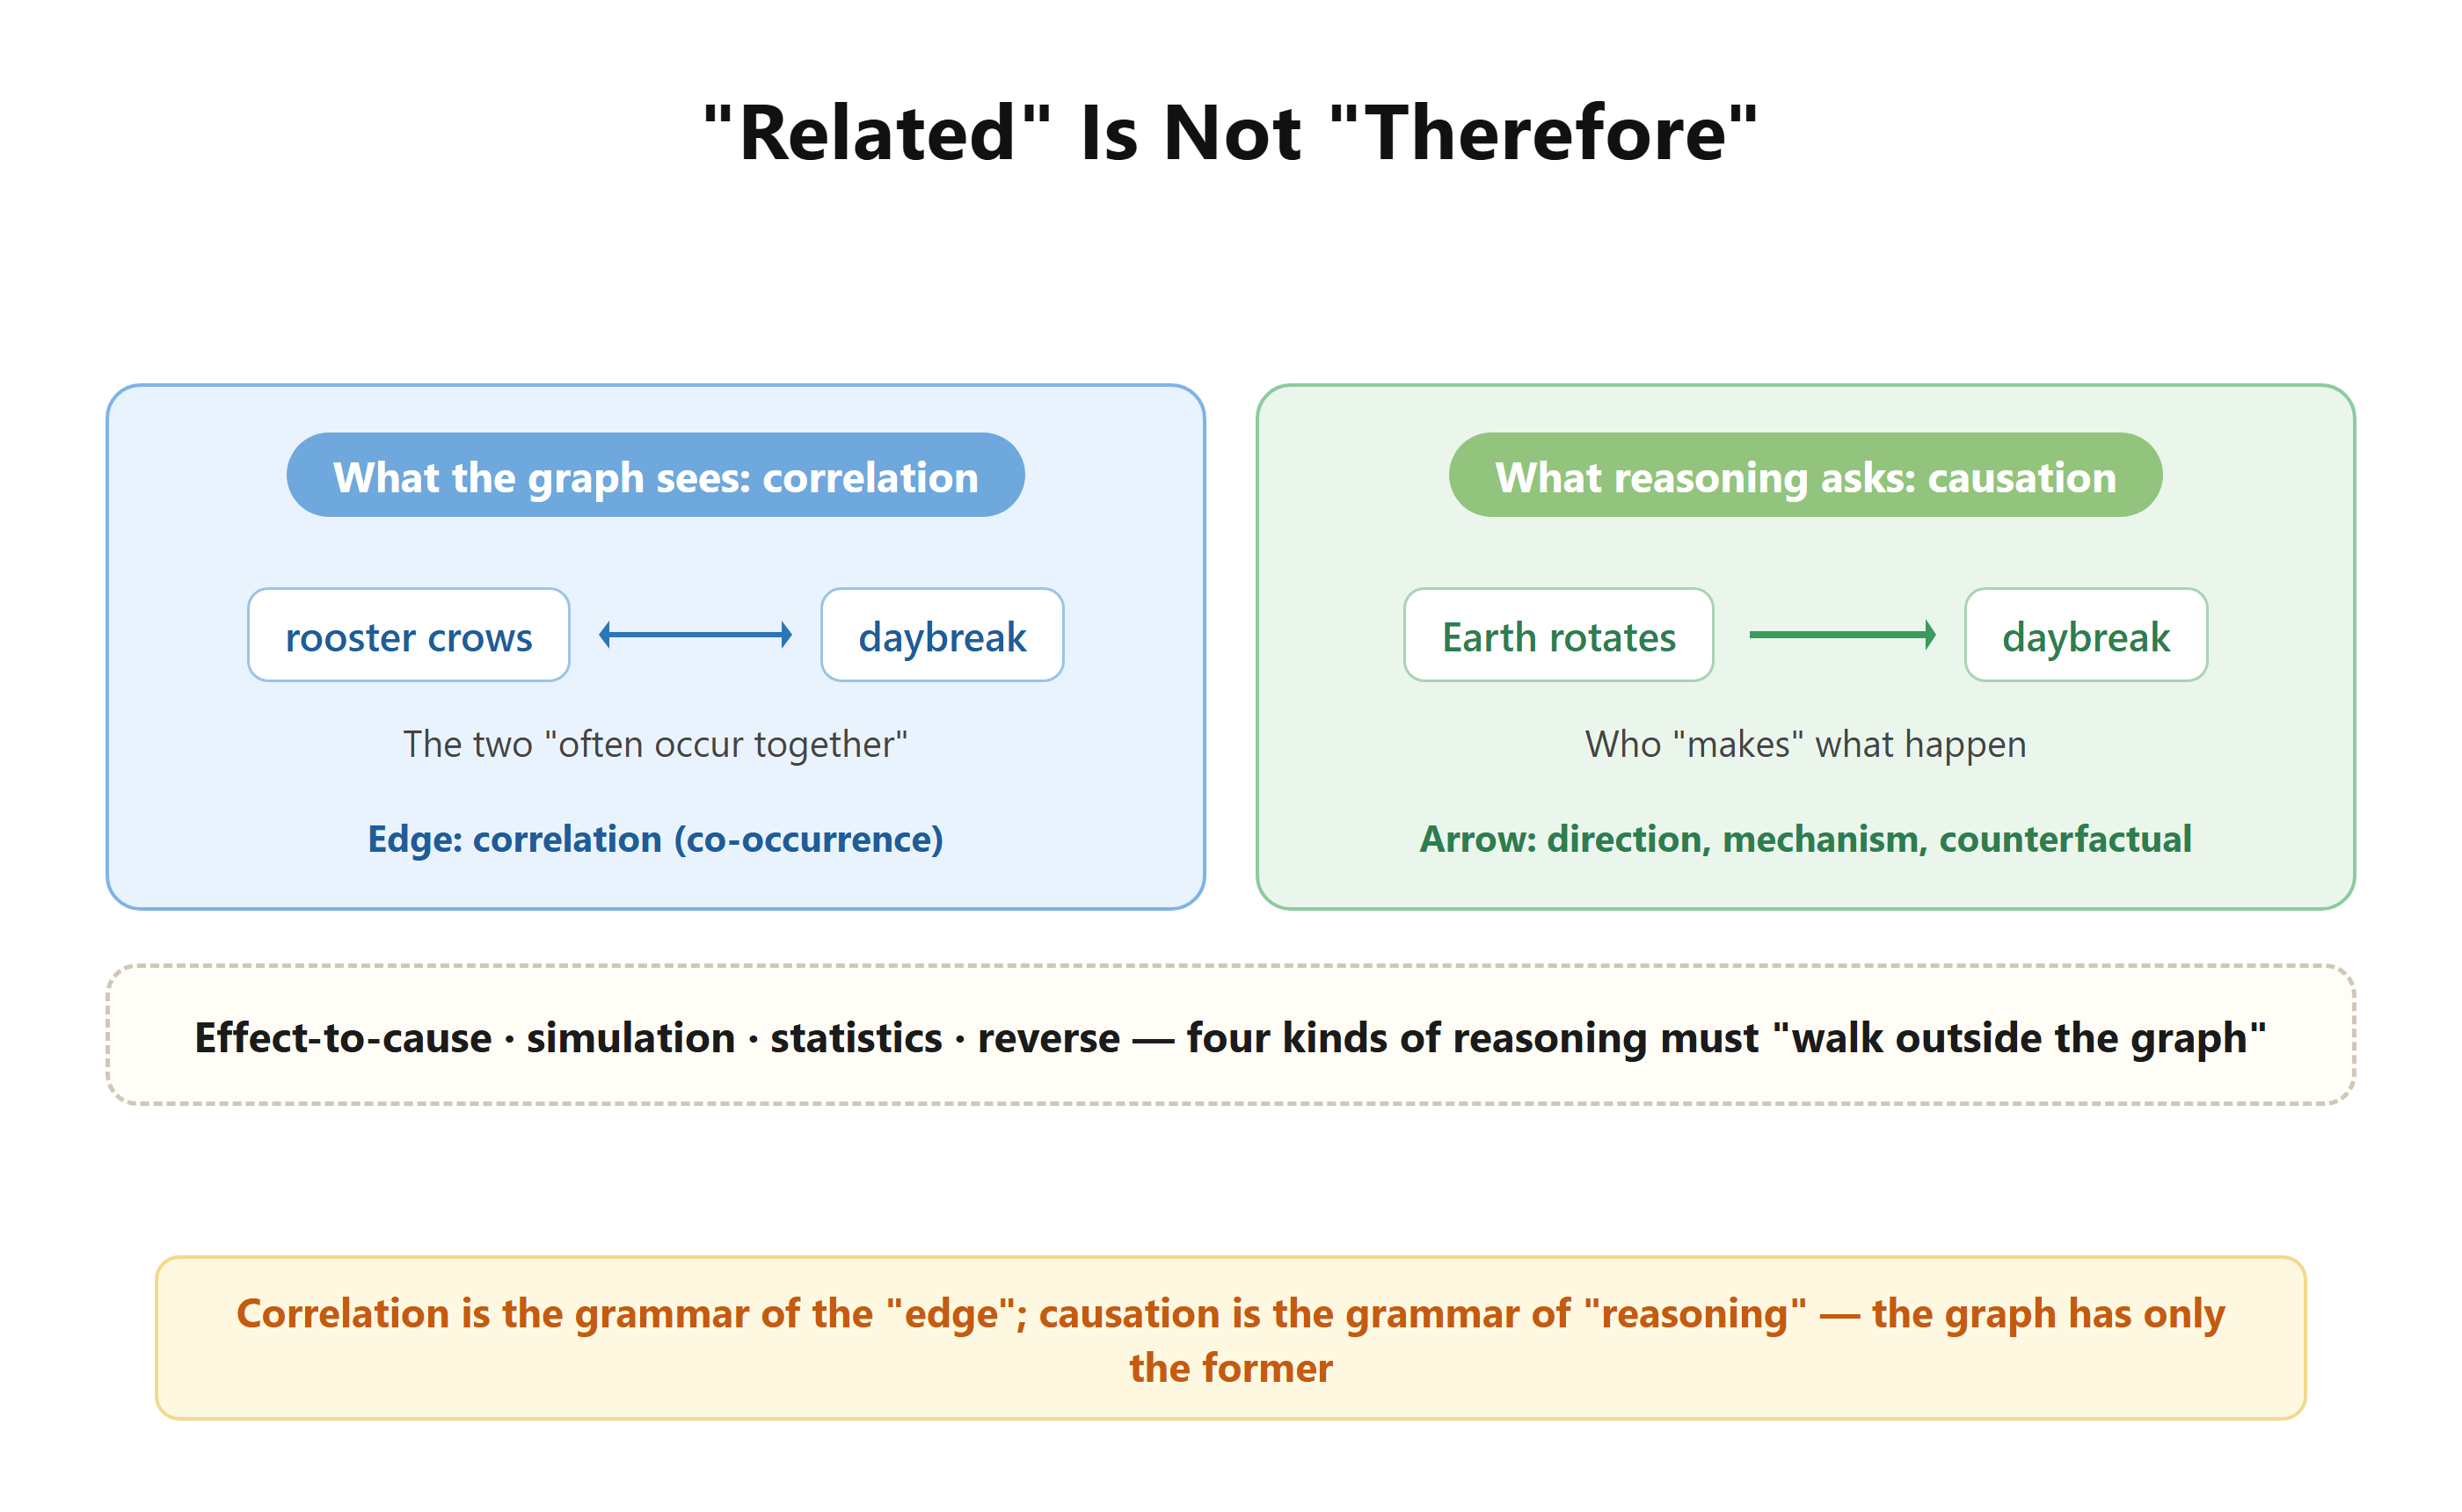 "Related" Is Not "Therefore"
What the graph sees: correlation
rooster crows
daybreak
The two "often occur together"
Edge: correlation (co-occurrence)
What reasoning asks: causation
Earth rotates
daybreak
Who "makes" what happen
Arrow: direction, mechanism, counterfactual
Effect-to-cause · simulation · statistics · reverse — four kinds of reasoning must "walk outside the graph"
Correlation is the grammar of the "edge"; causation is the grammar of "reasoning" — the graph has only
the former